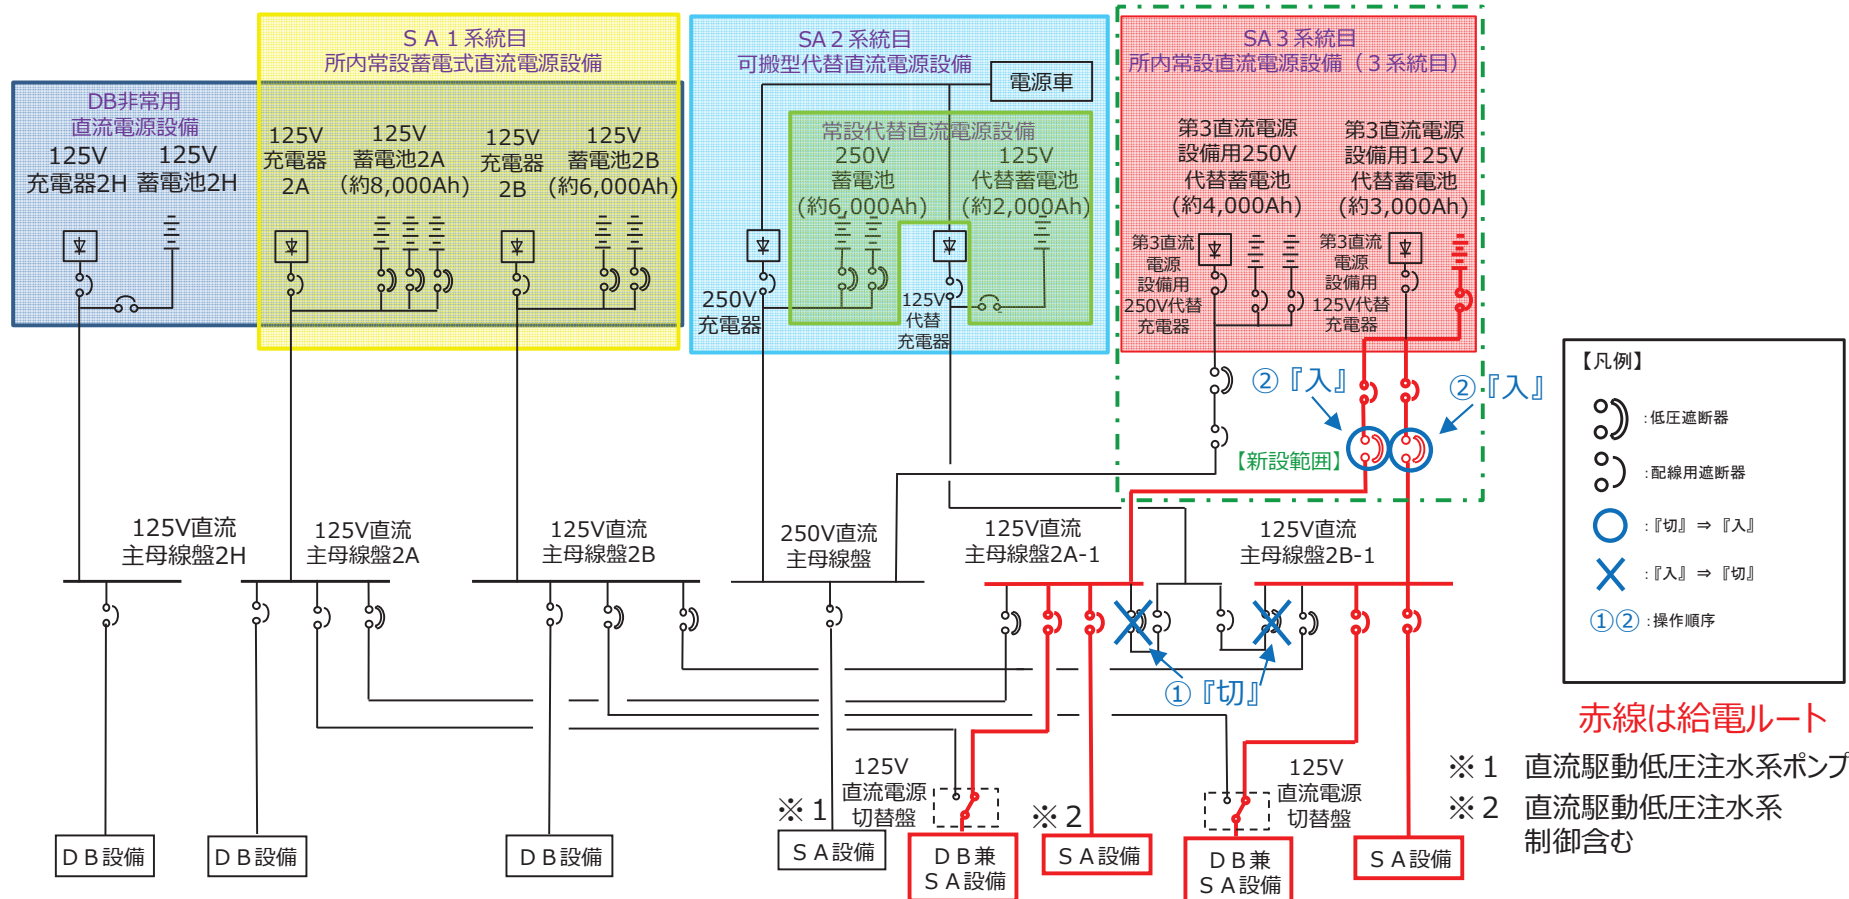 ＳＡ１系統目
所内常設蓄電式直流電源設備
SA２系統目
可搬型代替直流電源設備
SA３系統目
所内常設直流電源設備（３系統目）
電源車
DB非常用
直流電源設備
125V
充電器2H
125V
蓄電池2H
125V
充電器
2A
125V
蓄電池2A
(約8,000Ah)
125V
充電器
2B
125V
蓄電池2B
(約6,000Ah)
常設代替直流電源設備
250V
蓄電池
(約6,000Ah)
125V
代替蓄電池
(約2,000Ah)
第3直流電源
設備用250V
代替蓄電池
(約4,000Ah)
第3直流電源
設備用125V
代替蓄電池
(約3,000Ah)
250V
充電器
125V
代替
充電器
第3直流
電源
設備用
250V代替
充電器
第3直流
電源
設備用
125V代替
充電器
②『入』
②『入』
【新設範囲】
125V直流
主母線盤2H
125V直流
主母線盤2A
125V直流
主母線盤2B
250V直流
主母線盤
125V直流
主母線盤2A-1
125V直流
主母線盤2B-1
①『切』
125V
直流電源
切替盤
125V
直流電源
切替盤
※１
※２
ＤＢ設備
ＤＢ設備
ＤＢ設備
ＳＡ設備
ＤＢ兼
ＳＡ設備
ＳＡ設備
ＤＢ兼
ＳＡ設備
ＳＡ設備
【凡例】
：低圧遮断器
：配線用遮断器
：『切』⇒『入』
：『入』⇒『切』
①②：操作順序
赤線は給電ルート
※１　直流駆動低圧注水系ポンプ
※２　直流駆動低圧注水系
制御含む